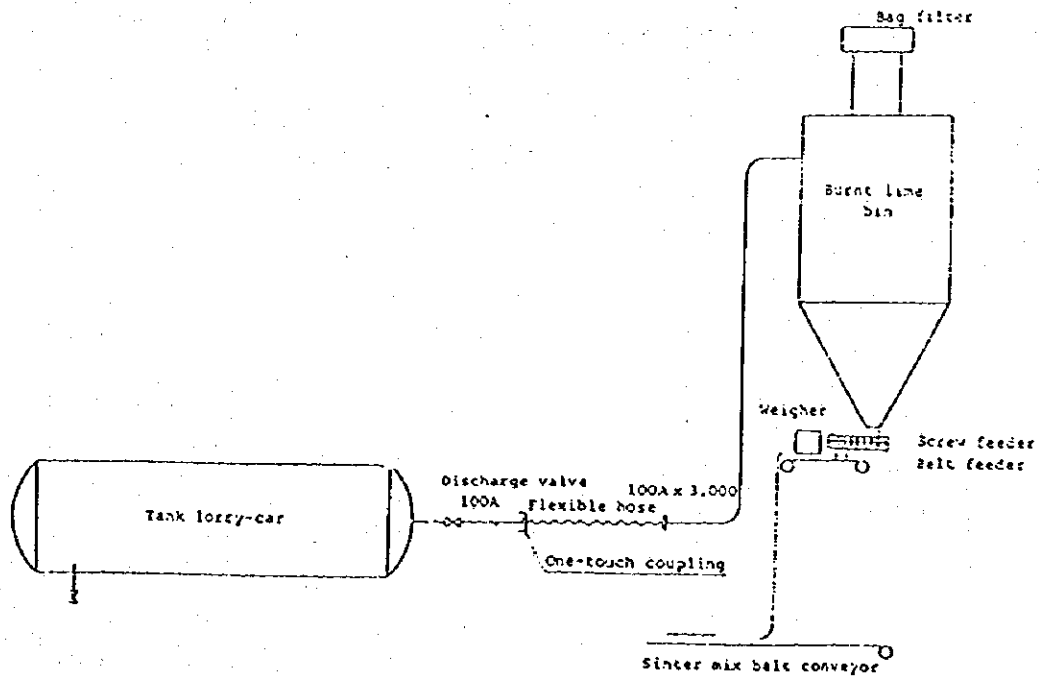 Bag filter
Burnt lime
bin
Weigher
Screw feeder
Belt feeder
Discharge valve
100A
Flexible hose
100A x 3,000
Tank lorry-car
One-touch coupling
Sinter mix belt conveyor